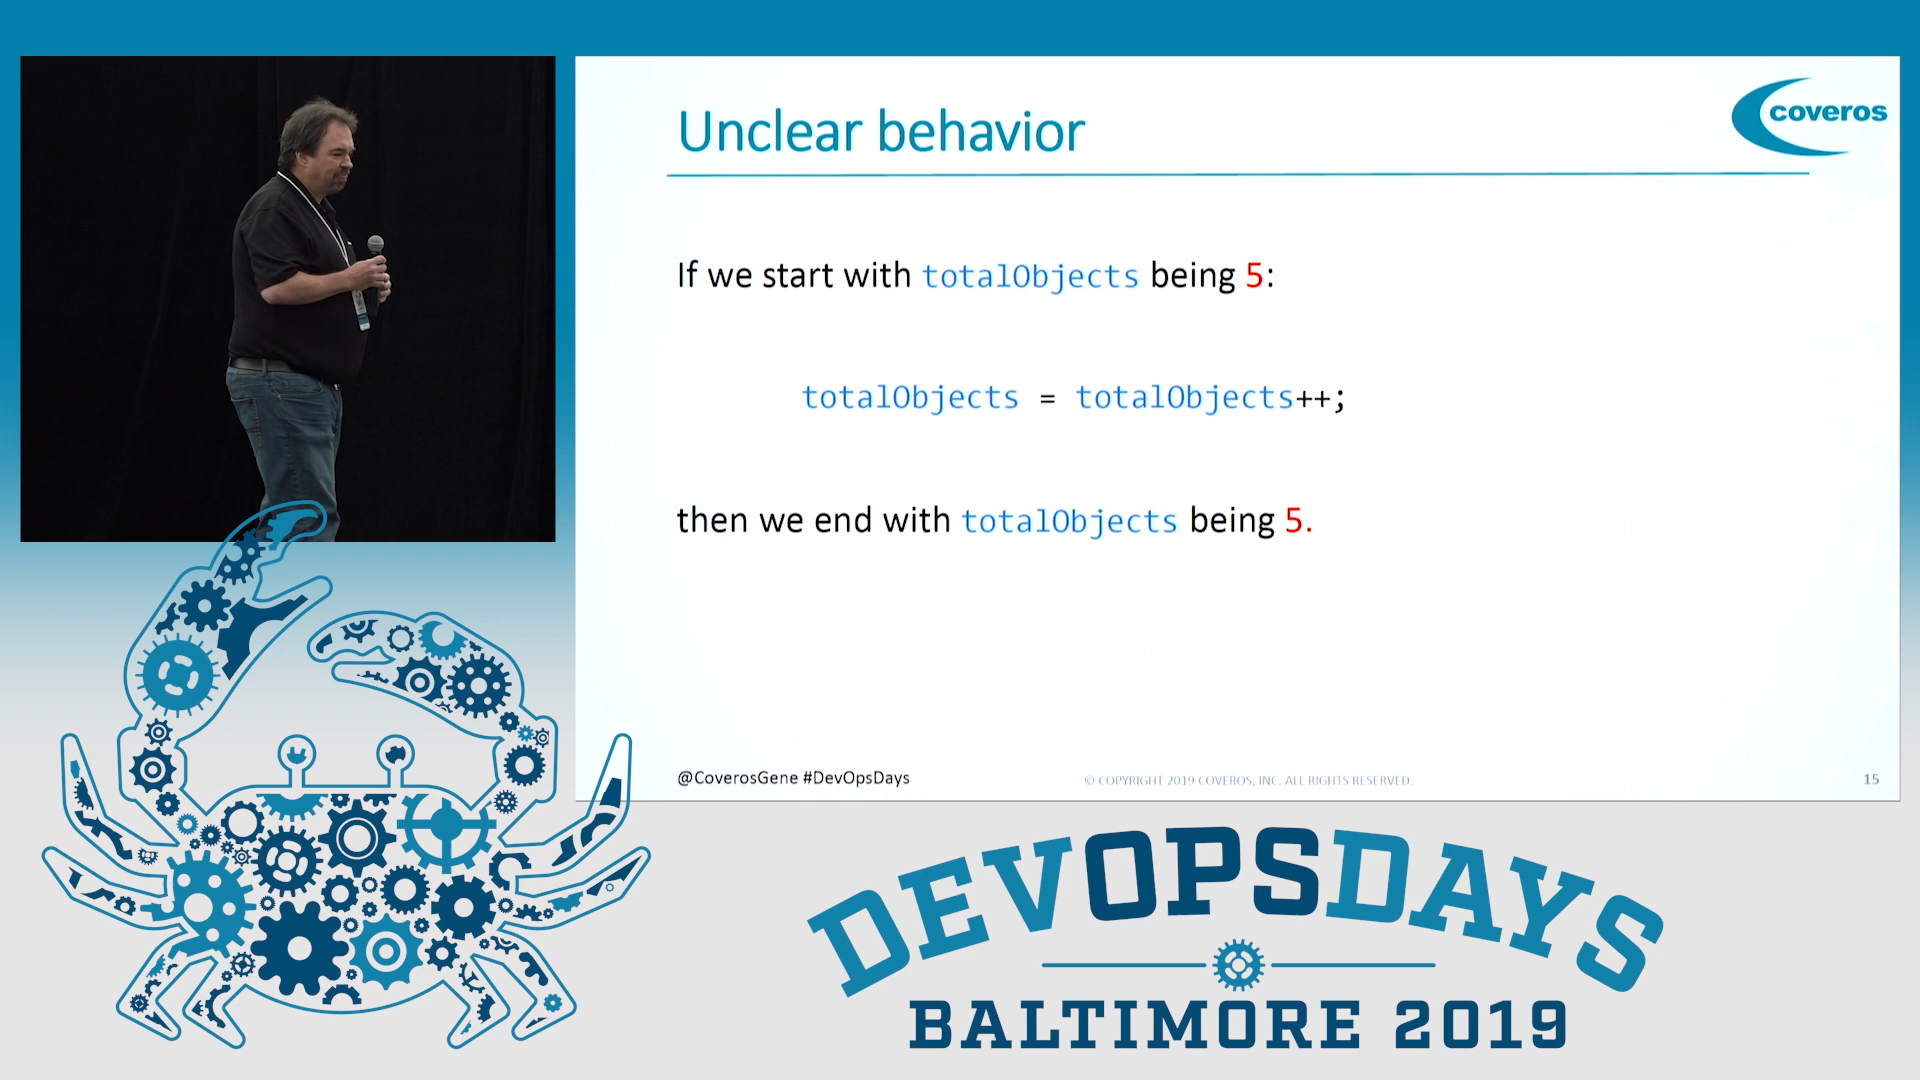 Unclear behavior
coveros
If we start with totalObjects being 5:
totalObjects = totalObjects++;
then we end with totalObjects being 5.
@CoverosGene #DevOpsDays
© COPYRIGHT 2019 COVEROS, INC. ALL RIGHTS RESERVED.
15
DEVOPSDAYS
BALTIMORE 2019